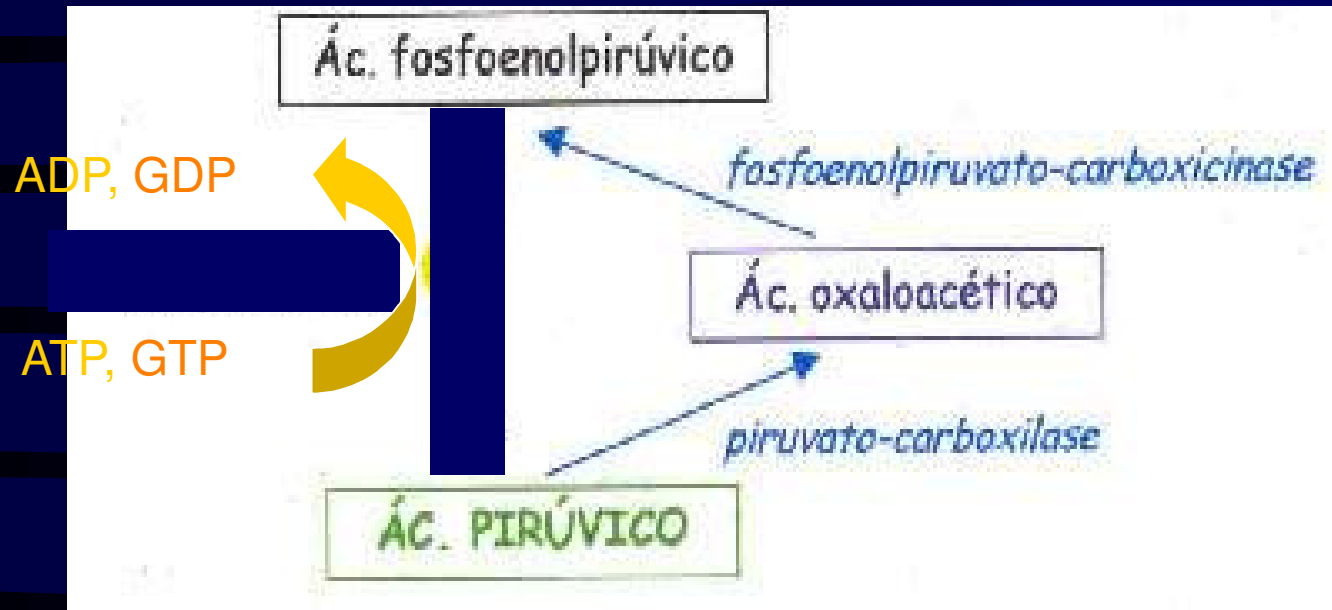 Ác. fosfoenolpirúvico
ADP, GDP
fosfoenolpiruvato-carboxicinase
Ác. oxaloacético
ATP, GTP
piruvato-carboxilase
ÁC. PIRÚVICO